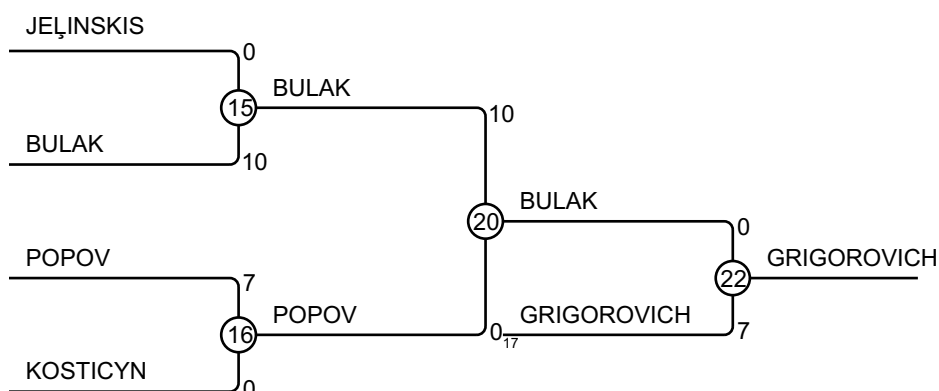 JEĻINSKIS
0
15
BULAK
10
BULAK
10
20
BULAK
0
22
GRIGOROVICH
POPOV
7
16
POPOV
0
17
GRIGOROVICH
7
KOSTICYN
0